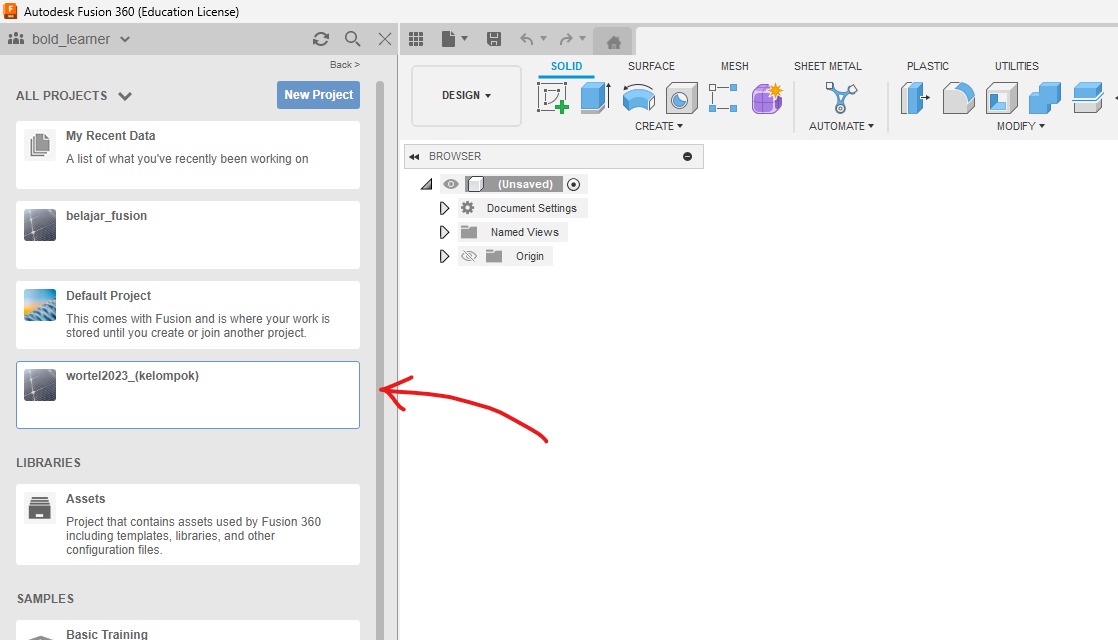 Autodesk Fusion 360 (Education License)
bold_learner
Back >
ALL PROJECTS
New Project
My Recent Data
A list of what you've recently been working on
belajar_fusion
Default Project
This comes with Fusion and is where your work is
stored until you create or join another project.
wortel2023_(kelompok)
LIBRARIES
Assets
Project that contains assets used by Fusion 360
including templates, libraries, and other
configuration files.
SAMPLES
Basic Training
DESIGN
SOLID SURFACE MESH SHEET METAL PLASTIC UTILITIES
CREATE AUTOMATE MODIFY
BROWSER
(Unsaved)
Document Settings
Named Views
Origin